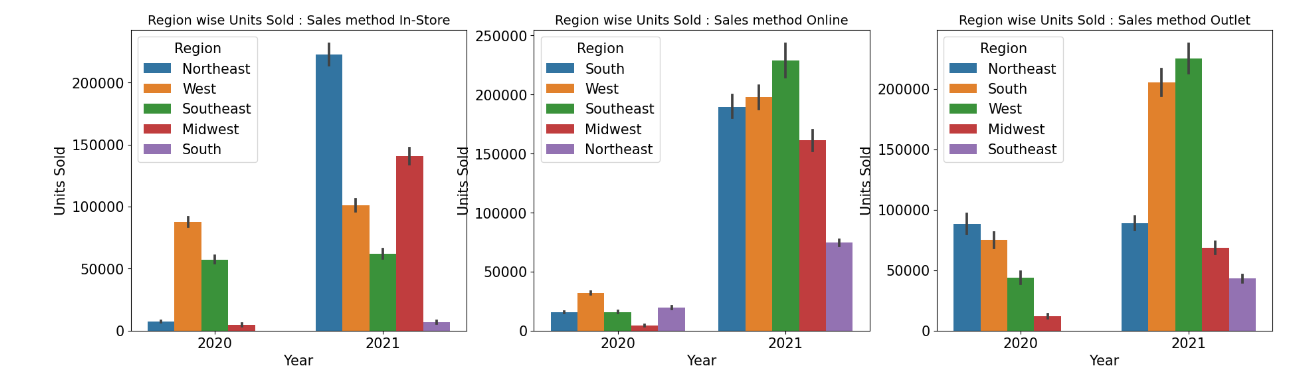 Region wise Units Sold : Sales method In-Store
Units Sold
200000
150000
100000
50000
0
Region
Northeast
West
Southeast
Midwest
South
2020
2021
Year
Region wise Units Sold : Sales method Online
Units Sold
250000
200000
150000
100000
50000
0
Region
South
West
Southeast
Midwest
Northeast
2020
2021
Year
Region wise Units Sold : Sales method Outlet
Units Sold
200000
150000
100000
50000
0
Region
Northeast
South
West
Midwest
Southeast
2020
2021
Year